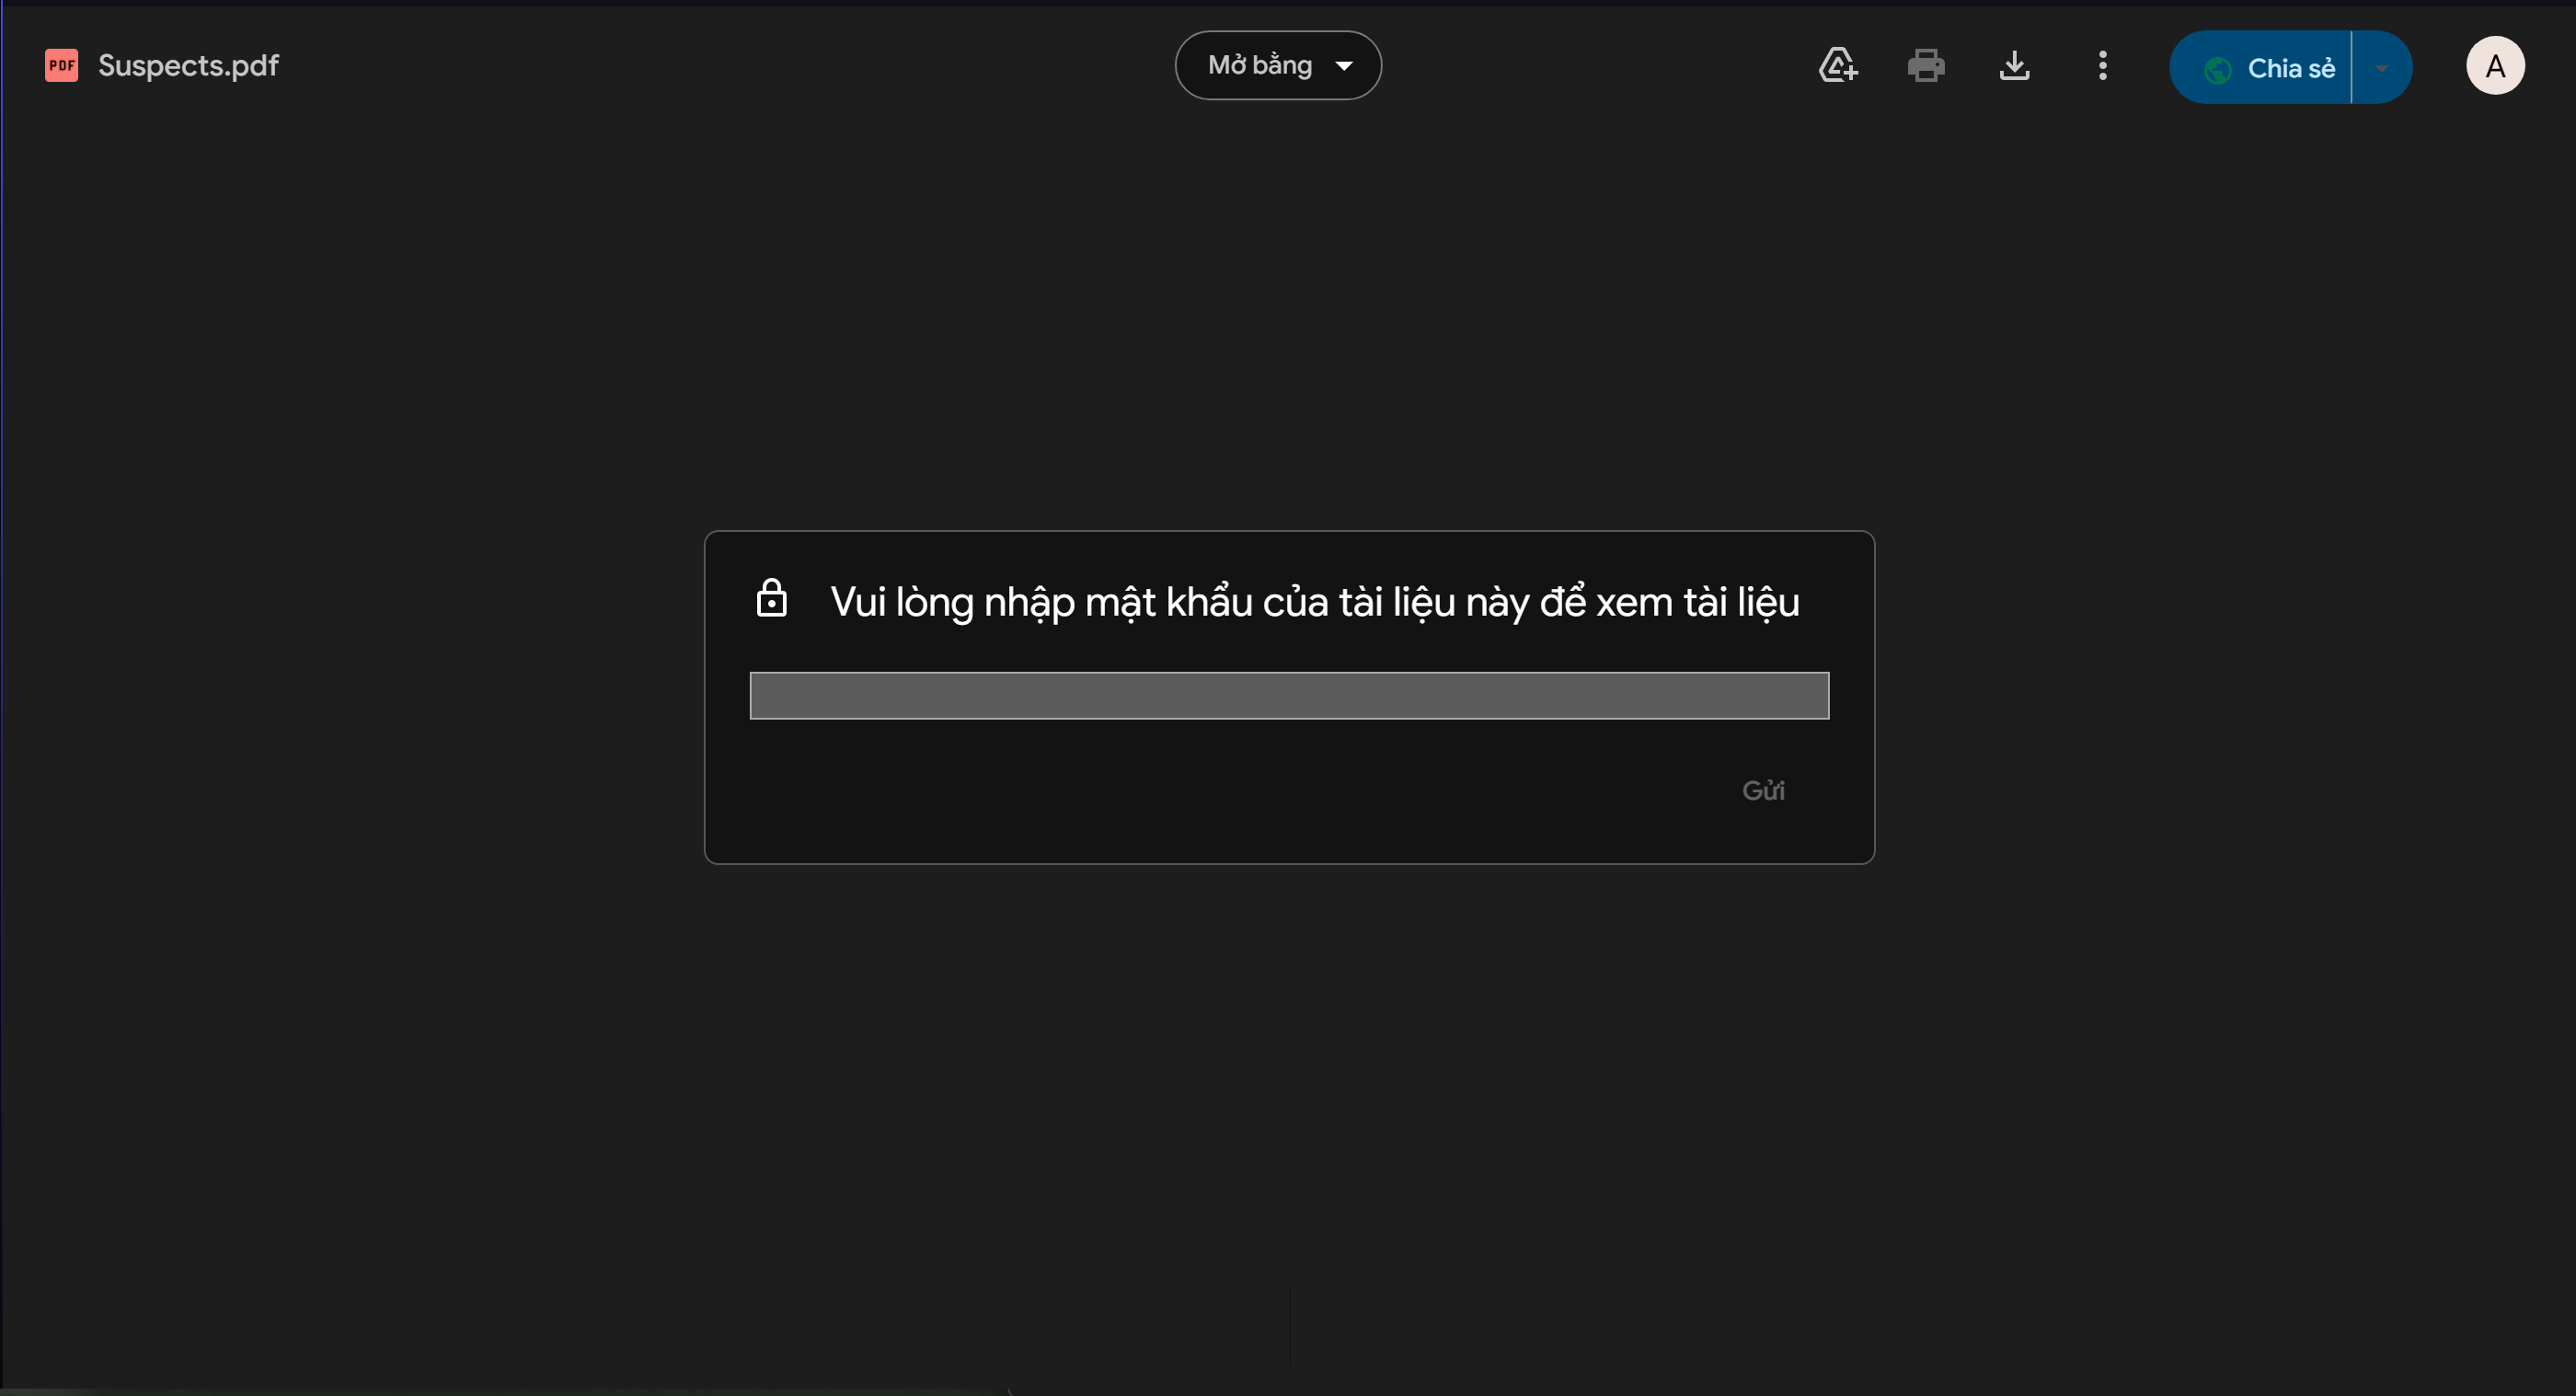 PDF Suspects.pdf
Mở bằng
Chia sẻ
A
Vui lòng nhập mật khẩu của tài liệu này để xem tài liệu
Gửi